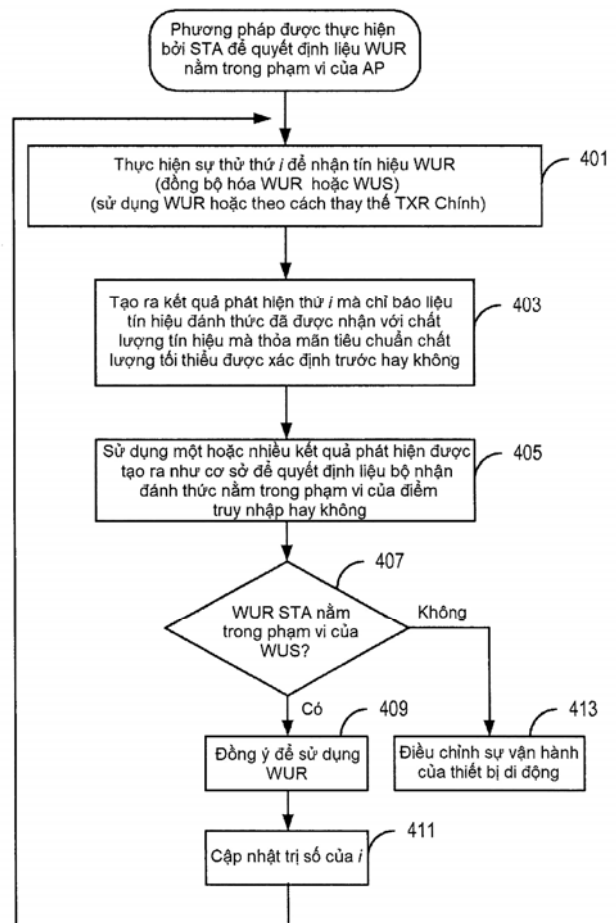 Phương pháp được thực hiện
bởi STA để quyết định liệu WUR
nằm trong phạm vi của AP
401
Thực hiện sự thử thứ i để nhận tín hiệu WUR
(đồng bộ hóa WUR hoặc WUS)
(sử dụng WUR hoặc theo cách thay thế TXR Chính)
403
Tạo ra kết quả phát hiện thứ i mà chỉ báo liệu
tín hiệu đánh thức đã được nhận với chất
lượng tín hiệu mà thỏa mãn tiêu chuẩn chất
lượng tối thiểu được xác định trước hay không
405
Sử dụng một hoặc nhiều kết quả phát hiện được
tạo ra như cơ sở để quyết định liệu bộ nhận
đánh thức nằm trong phạm vi của điểm
truy nhập hay không
407
WUR STA nằm
trong phạm vi của
WUS?
Không
Có
409
Đồng ý để sử dụng
WUR
413
Điều chỉnh sự vận hành
của thiết bị di động
411
Cập nhật trị số của i